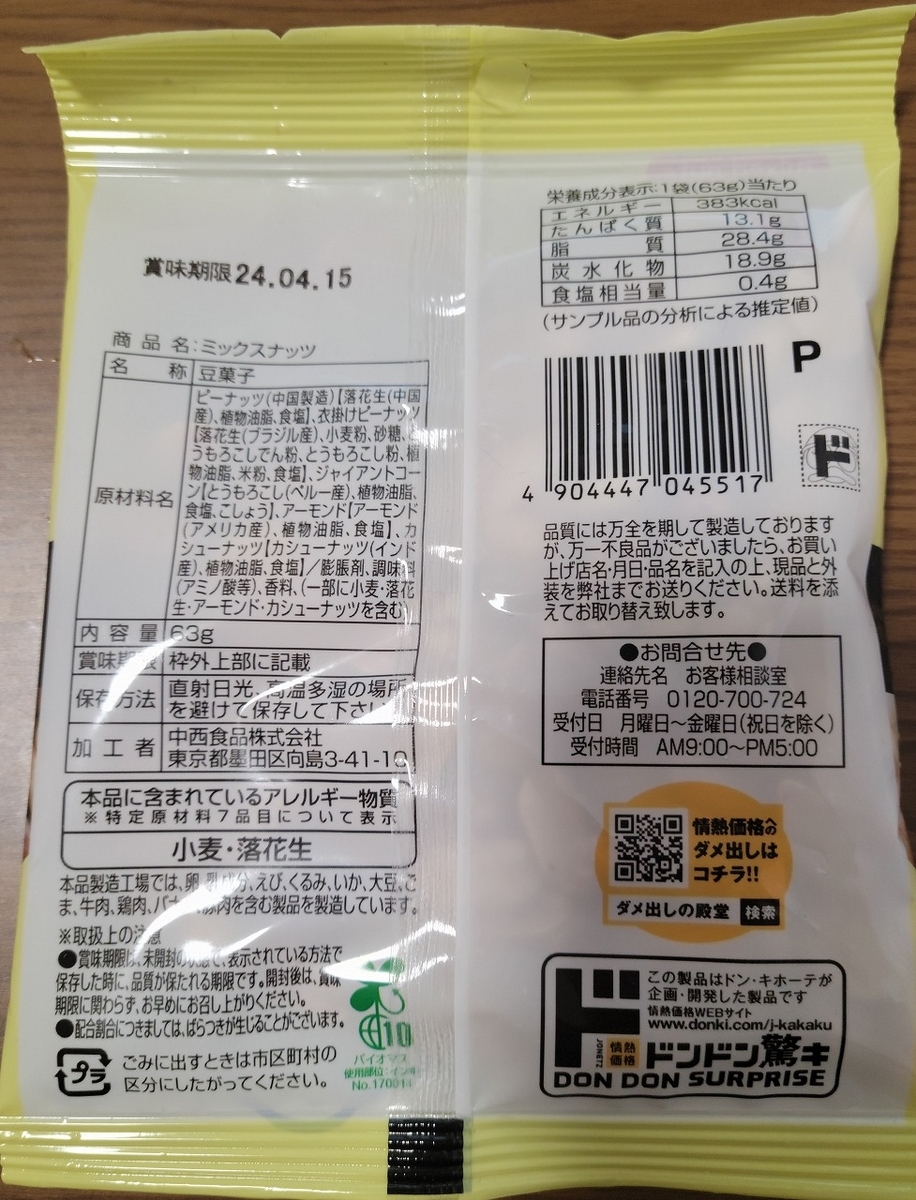 賞味期限24.04.15
商品名:ミックスナッツ
名 称 豆菓子
原材料名
ピーナッツ(中国製造)【落花生(中国
産)、植物油脂、食塩】、衣掛けピーナッツ
【落花生(ブラジル産)、小麦粉、砂糖、
うもろこしでん粉、とうもろこし粉、植
物油脂、米粉、食塩】、ジャイアントコー
ン【とうもろこし(ペルー産)、植物油脂、
食塩、こしょう】、アーモンド【アーモンド
(アメリカ産)、植物油脂、食塩】、カ
シューナッツ【カシューナッツ(インド
産)、植物油脂、食塩】/膨脹剤、調味料
(アミノ酸等)、香料、(一部に小麦・落花
生・アーモンド・カシューナッツを含む)
内容量 63g
賞味期限 枠外上部に記載
保存方法
直射日光、高温多湿の場所
を避けて保存して下さい
加工者
中西食品株式会社
東京都墨田区向島3-41-10
本品に含まれているアレルギー物質
※特定原材料7品目について表示
小麦・落花生
本品製造工場では、卵、乳成分、えび、くるみ、いか、大豆、ご
ま、牛肉、鶏肉、バナナ、豚肉を含む製品を製造しています。
※取扱上の注意
●賞味期限は、未開封の状態で、表示されている方法で
保存した時に、品質が保たれる期限です。開封後は、賞味
期限に関わらず、お早めにお召し上がりください。
●配合割合につきましては、ばらつきが生じることがございます。
プラ
ごみに出すときは市区町村の
区分にしたがってください。
10
バイオマス
使用部位:インキ
栄養成分表示:1袋(63g)当たり
エネルギー 383kcal
たんぱく質 13.1g
脂質 28.4g
炭水化物 18.9g
食塩相当量 0.4g
(サンプル品の分析による推定値)
P
4 904447 045517
ド
品質には万全を期して製造しております
が、万一不良品がございましたら、お買い
上げ店名・月日・品名を記入の上、現品と外
装を弊社までお送りください。送料を添
えてお取り替え致します。
●お問合せ先●
連絡先名 お客様相談室
電話番号 0120-700-724
受付日 月曜日~金曜日(祝日を除く)
受付時間 AM9:00~PM5:00
情熱価格への
ダメ出しは
コチラ!!
ダメ出しの殿堂 検索
ド
この製品はドン・キホーテが
企画・開発した製品です
情熱価格WEBサイト
www.donki.com/j-kakaku
JONETZ 情熱価格 ドンドン驚キ
DON DON SURPRISE